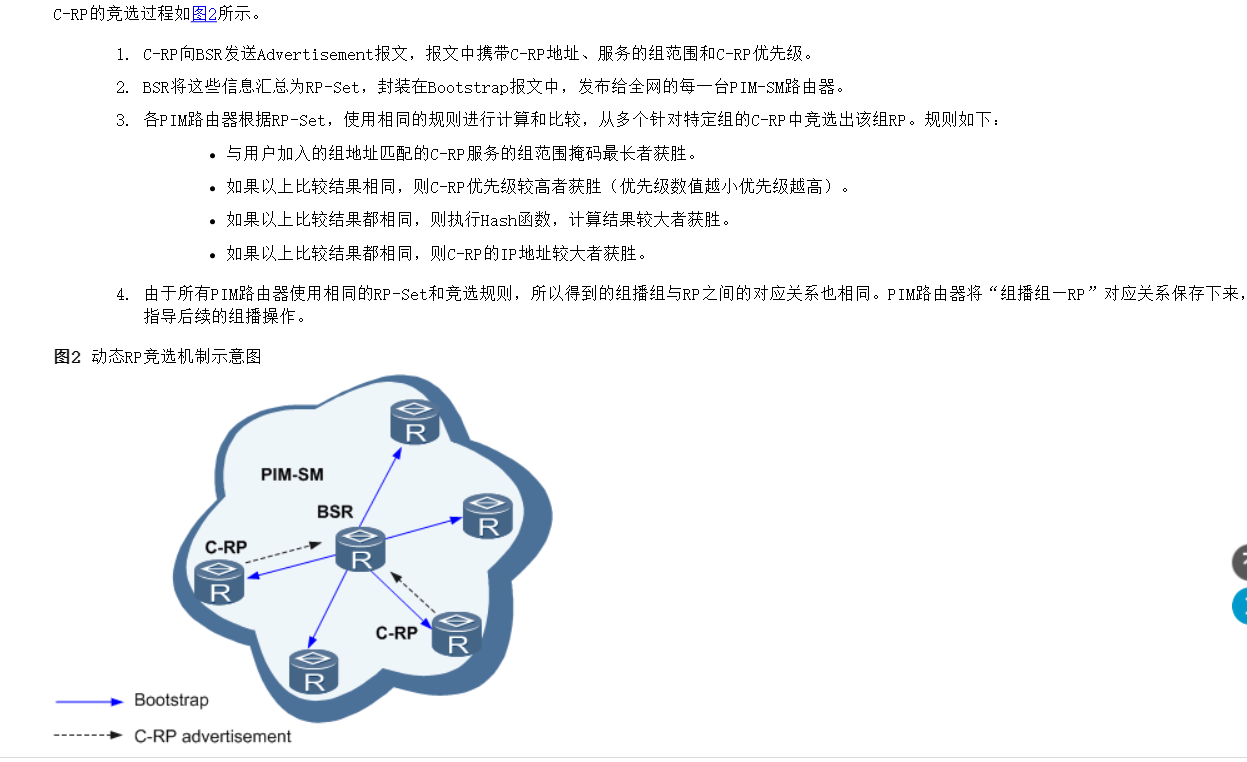 C-RP的竞选过程如图2所示。
1. C-RP向BSR发送Advertisement报文，报文中携带C-RP地址、服务的组范围和C-RP优先级。
2. BSR将这些信息汇总为RP-Set，封装在Bootstrap报文中，发布给全网的每一台PIM-SM路由器。
3. 各PIM路由器根据RP-Set，使用相同的规则进行计算和比较，从多个针对特定组的C-RP中竞选出该组RP。规则如下：
• 与用户加入的组地址匹配的C-RP服务的组范围掩码最长者获胜。
• 如果以上比较结果相同，则C-RP优先级较高者获胜（优先级数值越小优先级越高）。
• 如果以上比较结果都相同，则执行Hash函数，计算结果较大者获胜。
• 如果以上比较结果都相同，则C-RP的IP地址较大者获胜。
4. 由于所有PIM路由器使用相同的RP-Set和竞选规则，所以得到的组播组与RP之间的对应关系也相同。PIM路由器将“组播组—RP”对应关系保存下来，
指导后续的组播操作。
图2 动态RP竞选机制示意图
R
PIM-SM
BSR
R
C-RP
R
R
C-RP
R
R
Bootstrap
C-RP advertisement